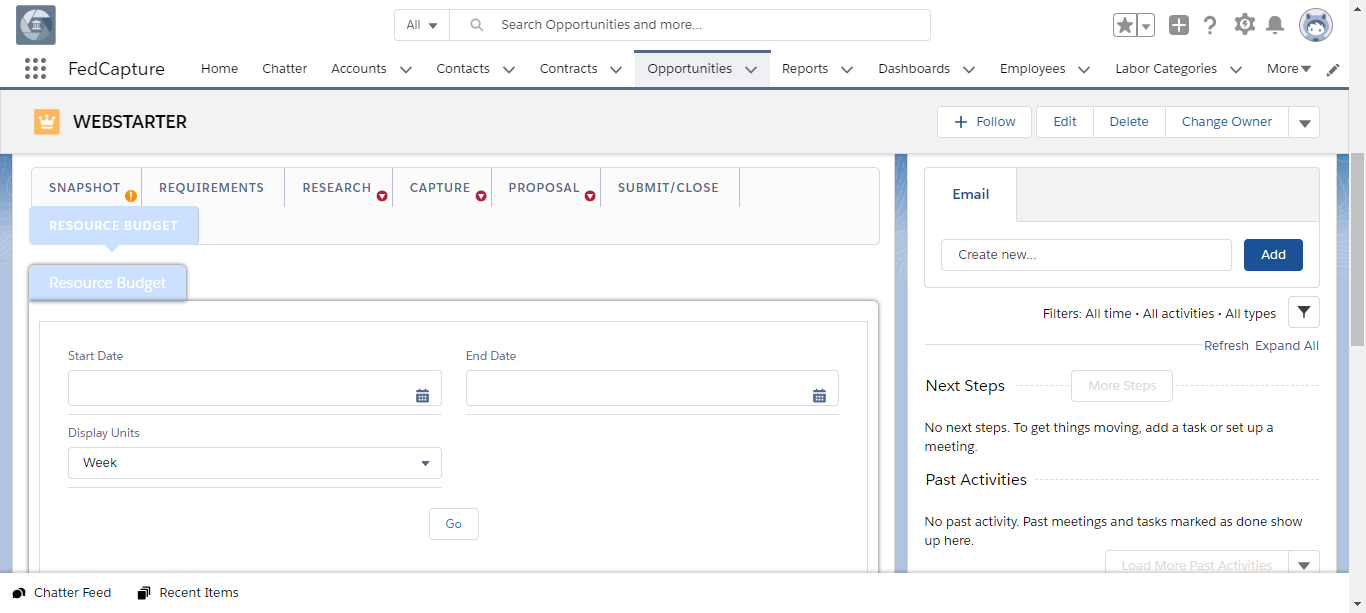 All
Search Opportunities and more...
FedCapture
Home
Chatter
Accounts
Contacts
Contracts
Opportunities
Reports
Dashboards
Employees
Labor Categories
More
WEBSTARTER
Follow
Edit
Delete
Change Owner
SNAPSHOT
REQUIREMENTS
RESEARCH
CAPTURE
PROPOSAL
SUBMIT/CLOSE
RESOURCE BUDGET
Resource Budget
Start Date
End Date
Display Units
Week
Go
Email
Create new...
Add
Filters: All time • All activities • All types
Refresh
Expand All
Next Steps
More Steps
No next steps. To get things moving, add a task or set up a
meeting.
Past Activities
No past activity. Past meetings and tasks marked as done show
up here.
Load More Past Activities
Chatter Feed
Recent Items